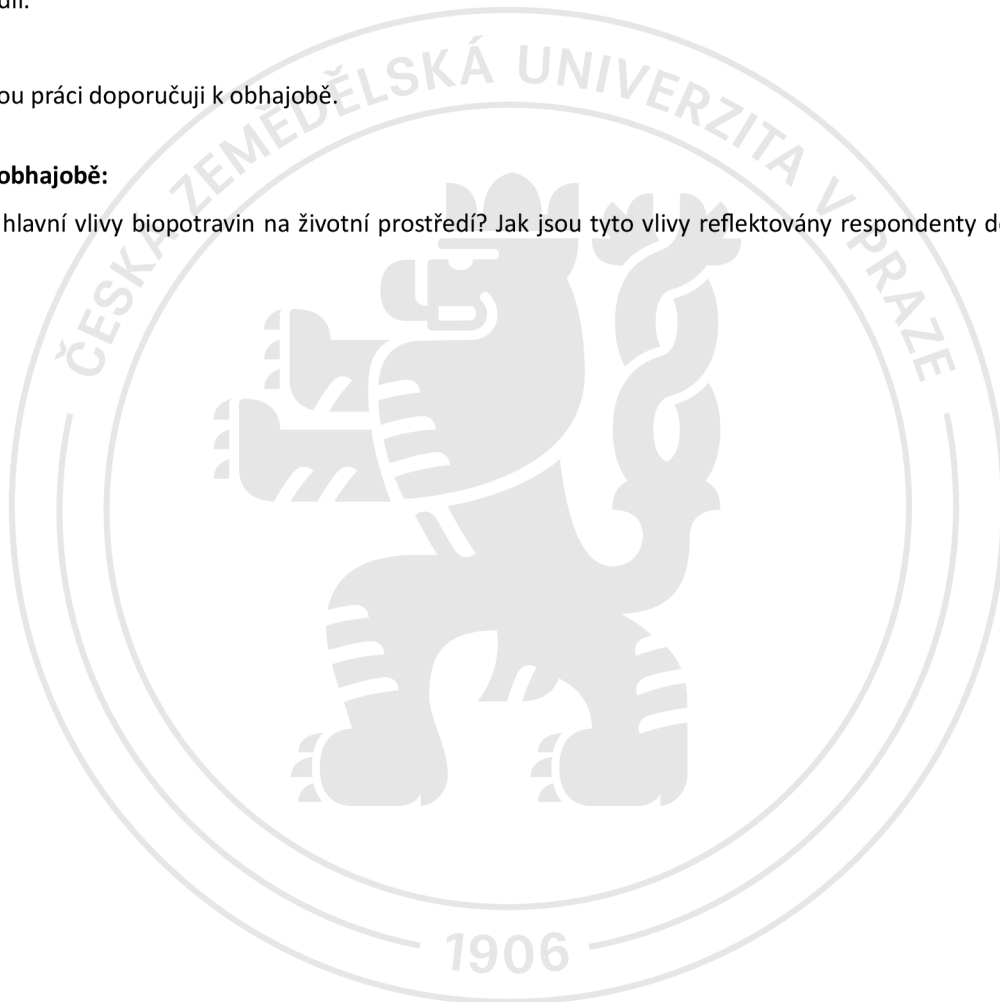 ou práci doporučuji k obhajobě.
obhajobě:
hlavní vlivy biopotravin na životní prostředí? Jak jsou tyto vlivy reflektovány respondenty
ČESKÁ ZEMĚDĚLSKÁ UNIVERZITA V PRAZE
1906